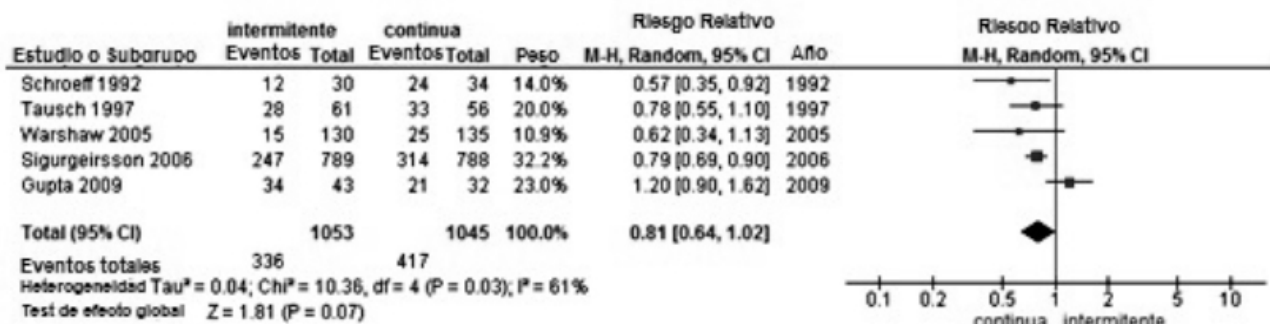 intermitente continua Riesgo Relativo Riesgo Relativo
Estudio o Subgrupo Eventos Total Eventos Total Peso M-H, Random, 95% CI Año M-H, Random, 95% CI
Schroeff 1992 12 30 24 34 14.0% 0.57 [0.35, 0.92] 1992
Tausch 1997 28 61 33 56 20.0% 0.78 [0.55, 1.10] 1997
Warshaw 2005 15 130 25 135 10.9% 0.62 [0.34, 1.13] 2005
Sigurgeirsson 2006 247 789 314 788 32.2% 0.79 [0.69, 0.90] 2006
Gupta 2009 34 43 21 32 23.0% 1.20 [0.90, 1.62] 2009
Total (95% CI) 1053 1045 100.0% 0.81 [0.64, 1.02]
Eventos totales 336 417
Heterogeneidad Tau² = 0.04; Chi² = 10.36, df = 4 (P = 0.03); I² = 61%
Test de efecto global Z = 1.81 (P = 0.07)
0.1 0.2 0.5 1 2 5 10
continua intermitente